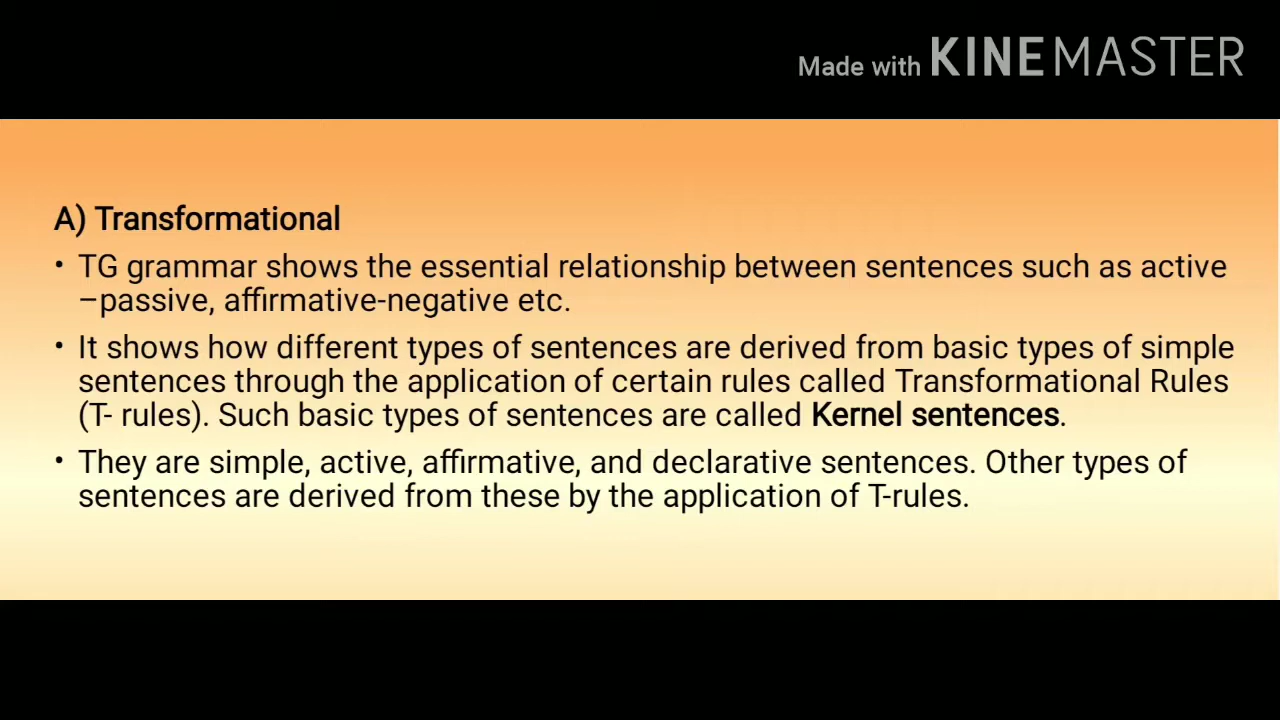 Made with KINEMASTER
A) Transformational
• TG grammar shows the essential relationship between sentences such as active
–passive, affirmative-negative etc.
• It shows how different types of sentences are derived from basic types of simple
sentences through the application of certain rules called Transformational Rules
(T- rules). Such basic types of sentences are called Kernel sentences.
• They are simple, active, affirmative, and declarative sentences. Other types of
sentences are derived from these by the application of T-rules.